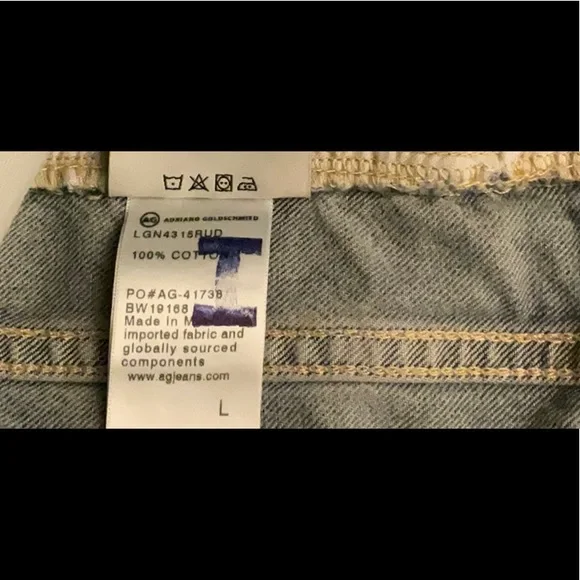 AG ADRIANO GOLDSCHMIED
LGN4315RUD
100% COTTON
PO#AG-41738
BW19168
Made in
imported fabric and
globally sourced
components
www.agjeans.com
L